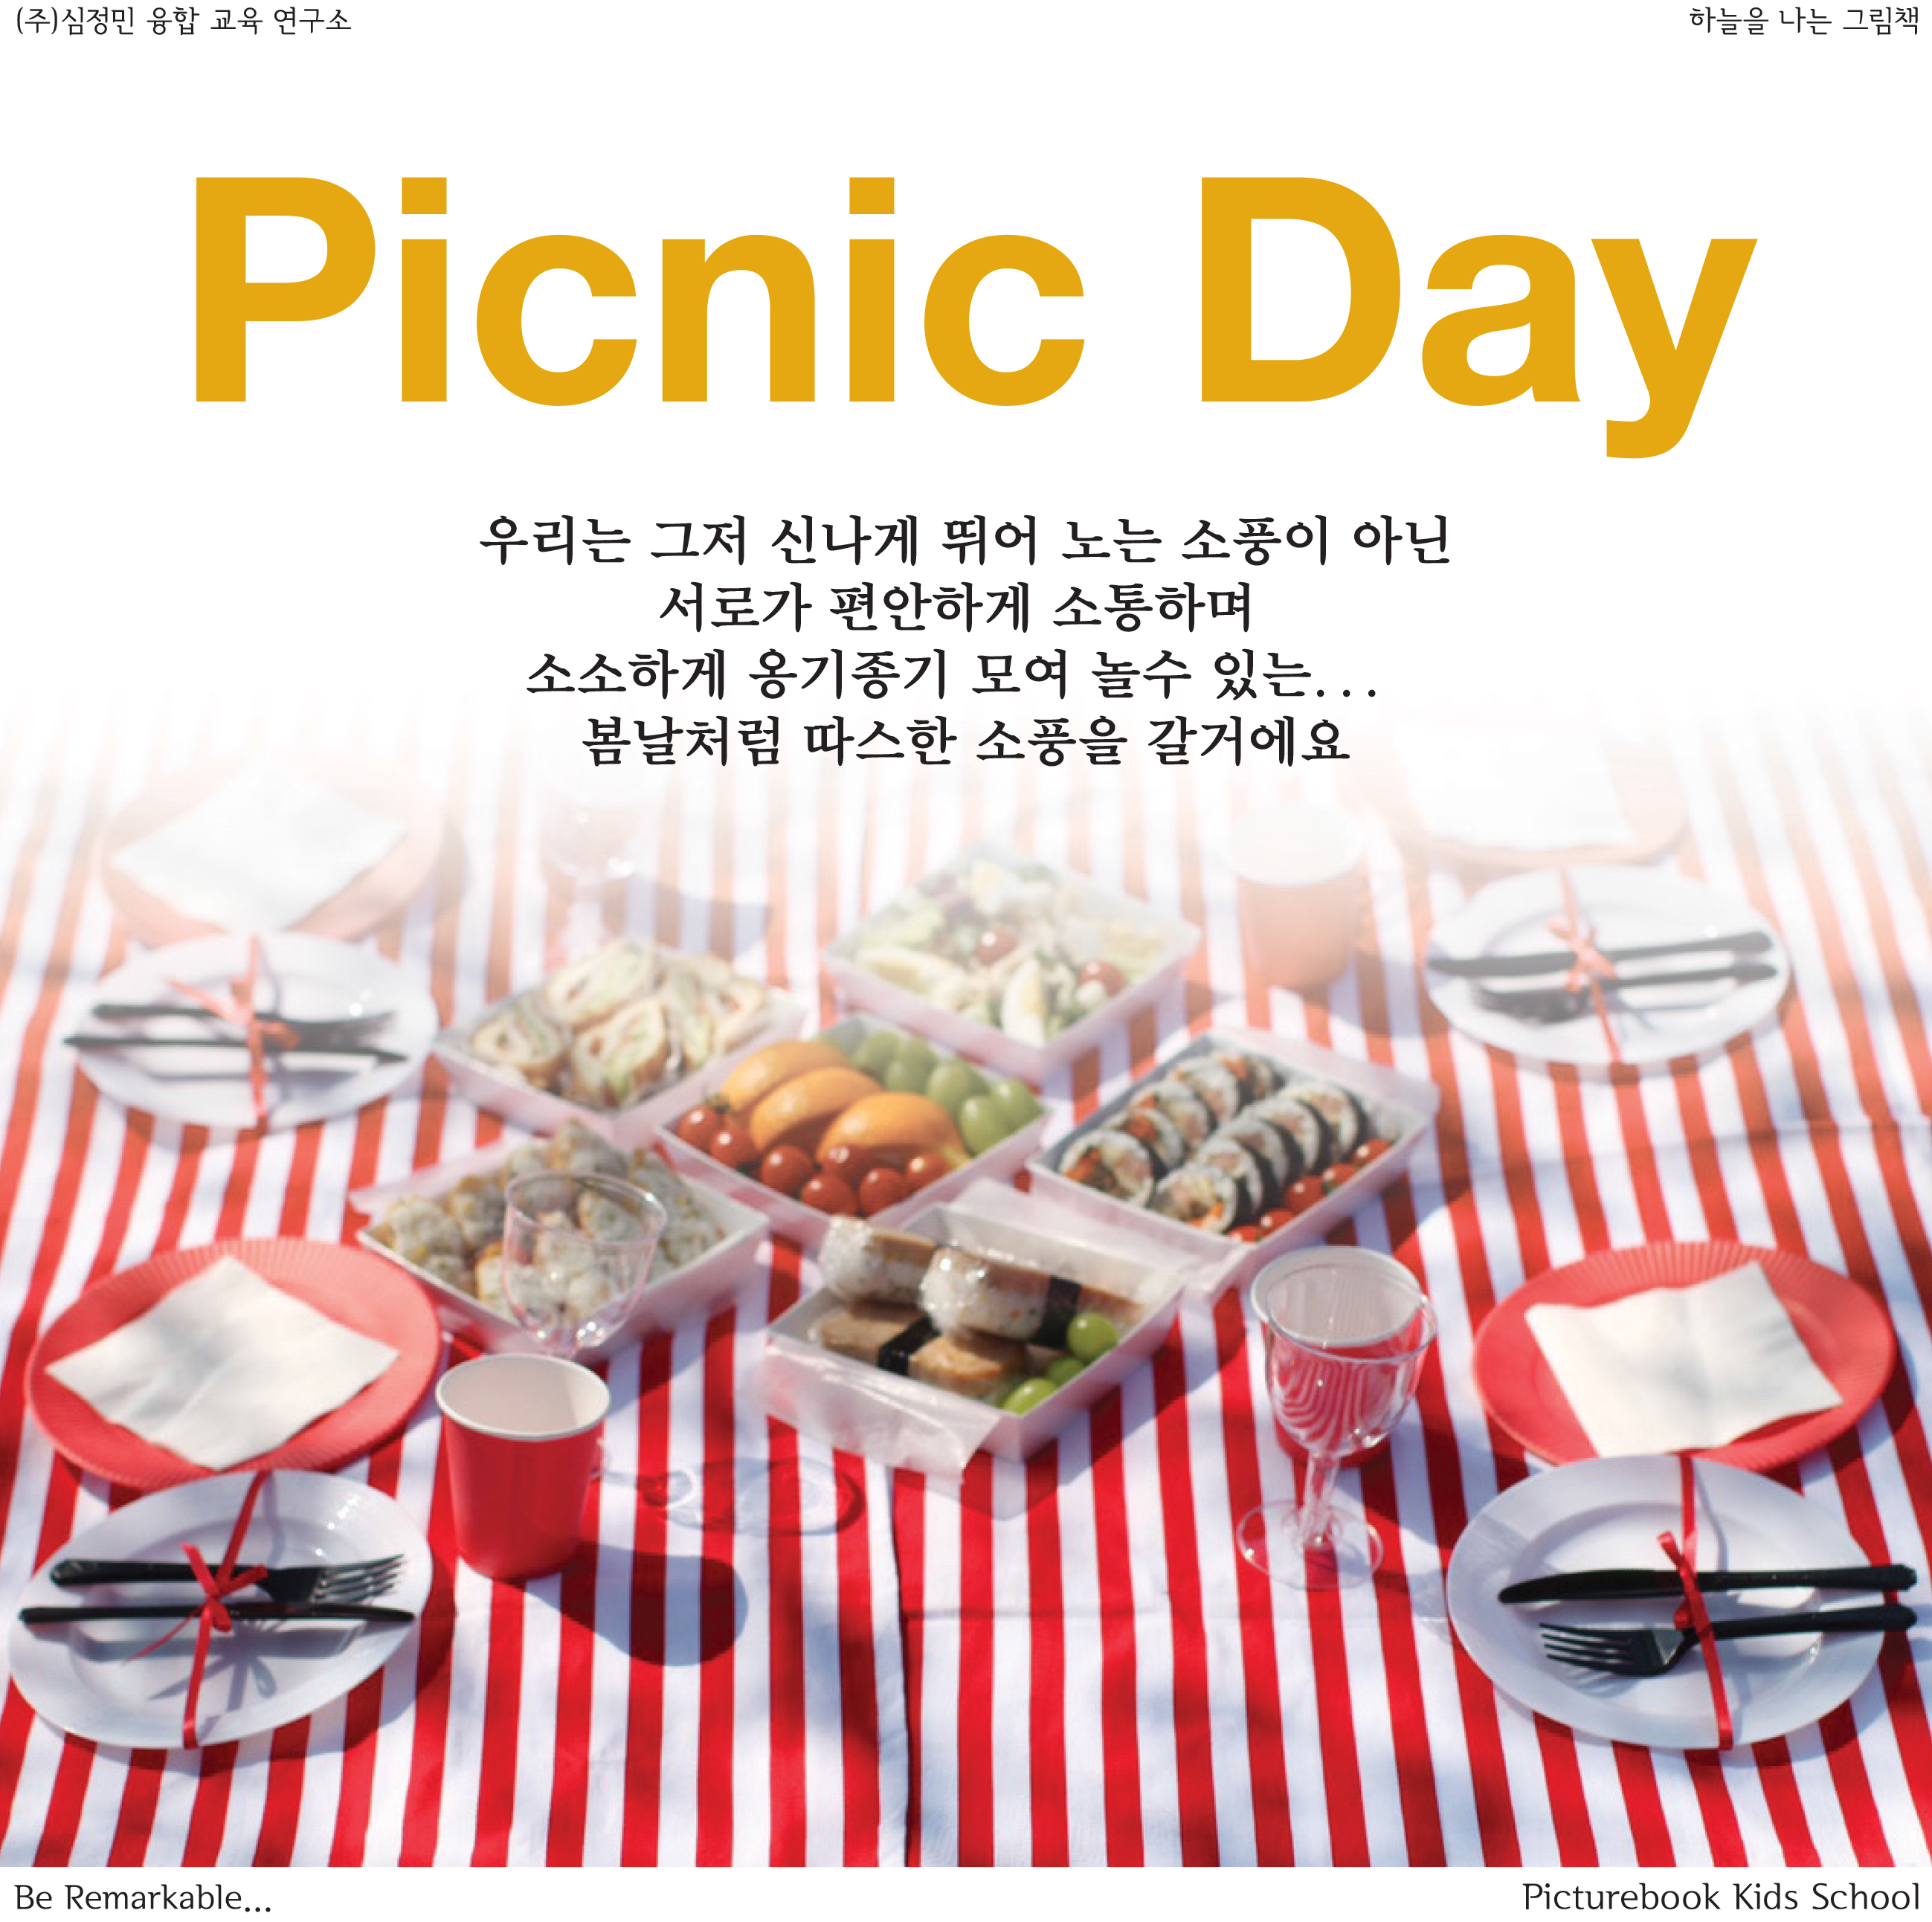 (주)심정민 융합 교육 연구소
하늘을 나는 그림책
Picnic Day
우리는 그저 신나게 뛰어 노는 소풍이 아닌
서로가 편안하게 소통하며
소소하게 옹기종기 모여 놀수 있는...
봄날처럼 따스한 소풍을 갈거에요
Be Remarkable...
Picturebook Kids School